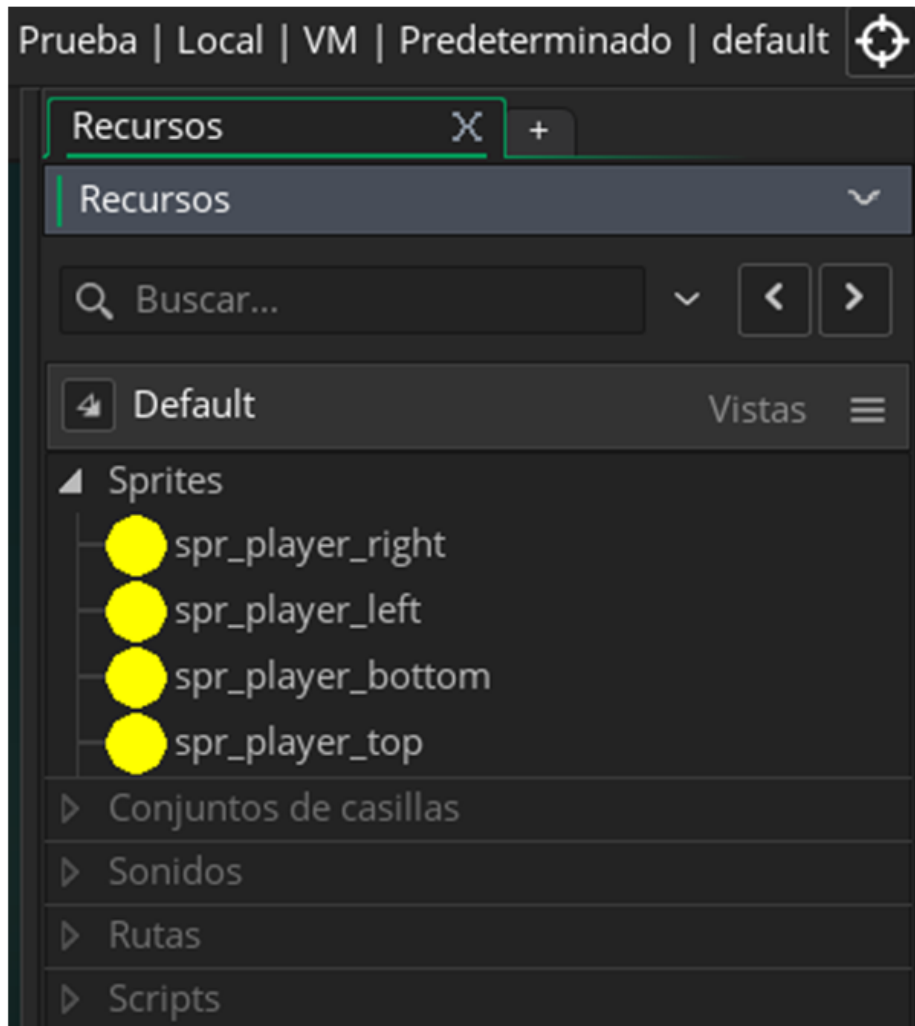 Prueba | Local | VM | Predeterminado | default
Recursos X +
Recursos
Buscar...
Default Vistas
Sprites
spr_player_right
spr_player_left
spr_player_bottom
spr_player_top
Conjuntos de casillas
Sonidos
Rutas
Scripts